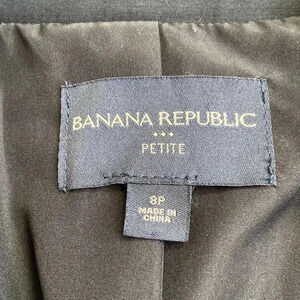 BANANA REPUBLIC
PETITE
8P
MADE IN
CHINA